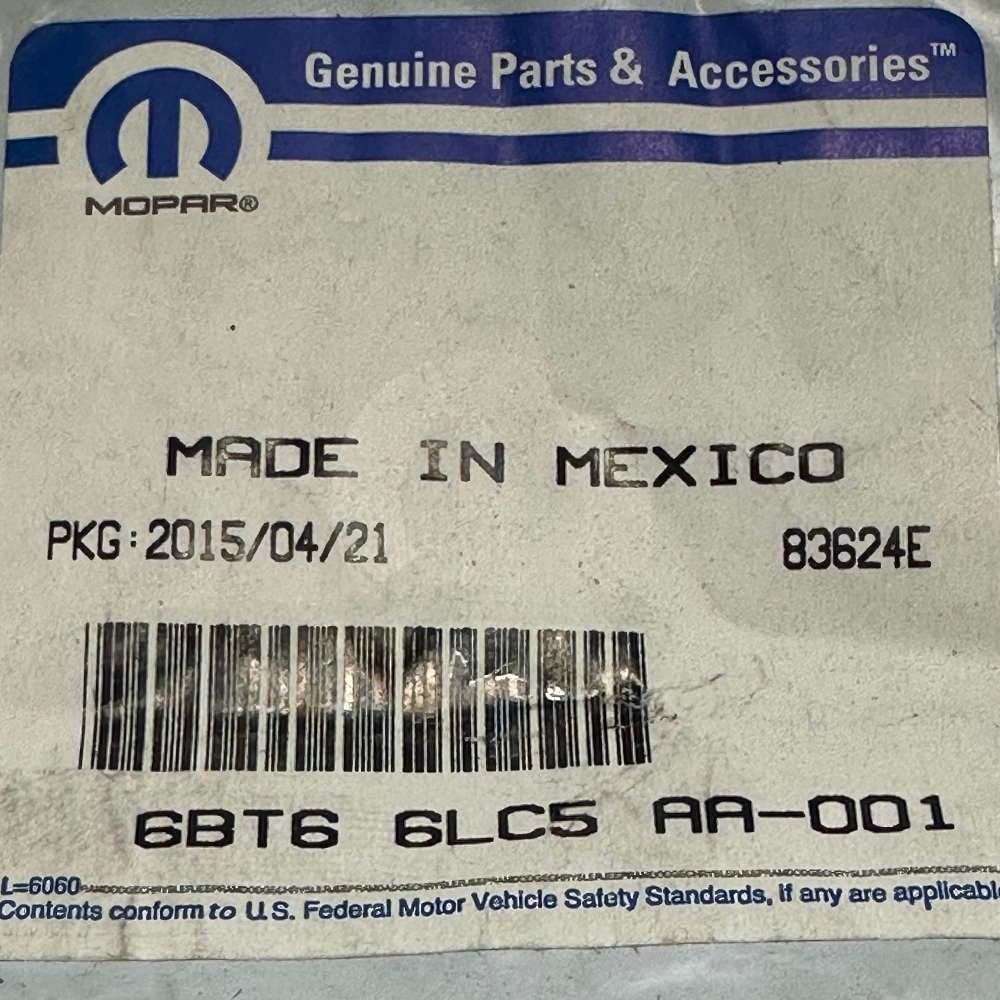 Genuine Parts & Accessories™
MOPAR®
MADE IN MEXICO
PKG:2015/04/21 83624E
6BT6 6LC5 AA-001
L=6060
Contents conform to U.S. Federal Motor Vehicle Safety Standards, if any are